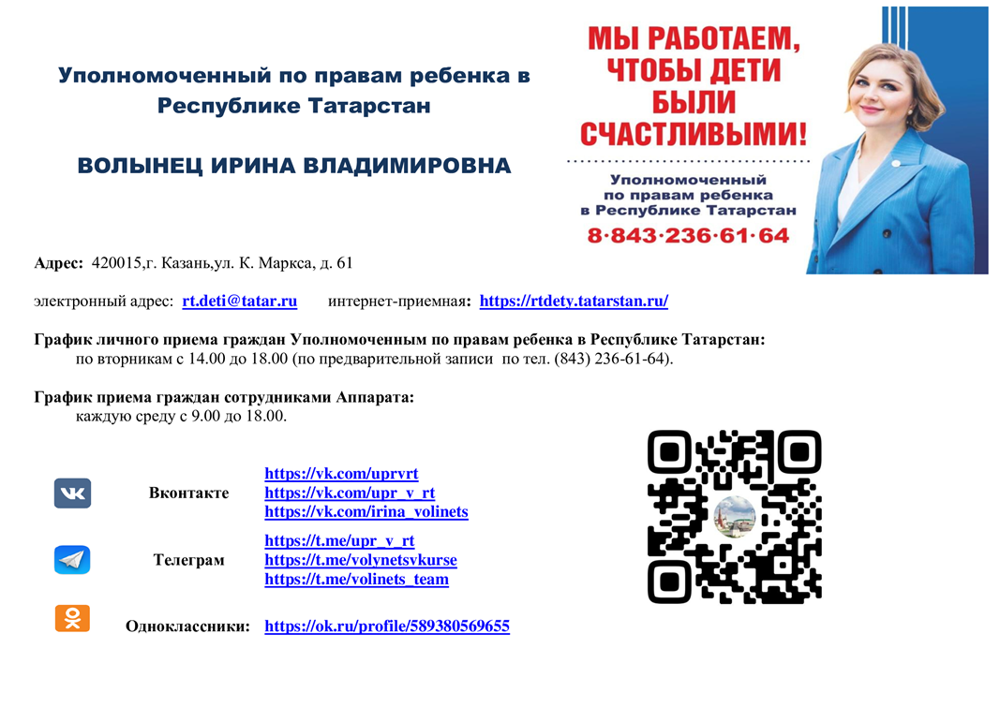 Уполномоченный по правам ребенка в
Республике Татарстан
ВОЛЫНЕЦ ИРИНА ВЛАДИМИРОВНА
МЫ РАБОТАЕМ,
ЧТОБЫ ДЕТИ
БЫЛИ
СЧАСТЛИВЫМИ!
Уполномоченный
по правам ребенка
в Республике Татарстан
8·843·236·61·64
Адрес: 420015,г. Казань,ул. К. Маркса, д. 61
электронный адрес: rt.deti@tatar.ru интернет-приемная: https://rtdety.tatarstan.ru/
График личного приема граждан Уполномоченным по правам ребенка в Республике Татарстан:
по вторникам с 14.00 до 18.00 (по предварительной записи по тел. (843) 236-61-64).
График приема граждан сотрудниками Аппарата:
каждую среду с 9.00 до 18.00.
Вконтакте
https://vk.com/uprvrt
https://vk.com/upr_v_rt
https://vk.com/irina_volinets
Телеграм
https://t.me/upr_v_rt
https://t.me/volynetsvkurse
https://t.me/volinets_team
Одноклассники: https://ok.ru/profile/589380569655